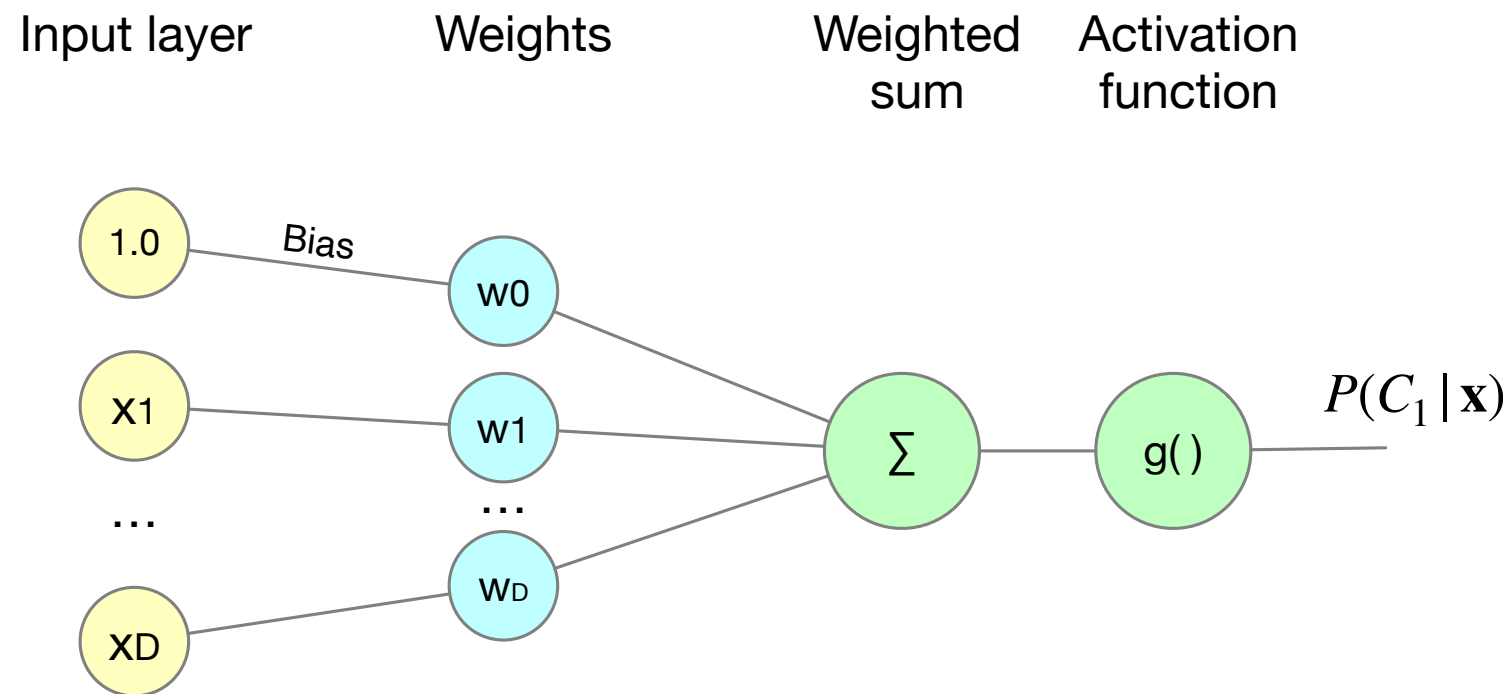 Input layer
Weights
Weighted
sum
Activation
function
1.0
Bias
w0
x1
w1
...
...
xD
wD
∑
g( )
P(C₁ | x)